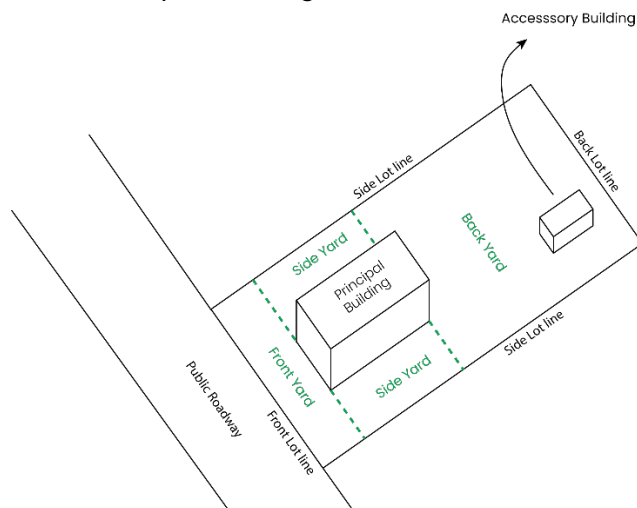 Accesssory Building
Side Lot line
Back Lot line
Side Yard
Back Yard
Principal
Building
Side Lot line
Front Yard
Side Yard
Public Roadway
Front Lot line